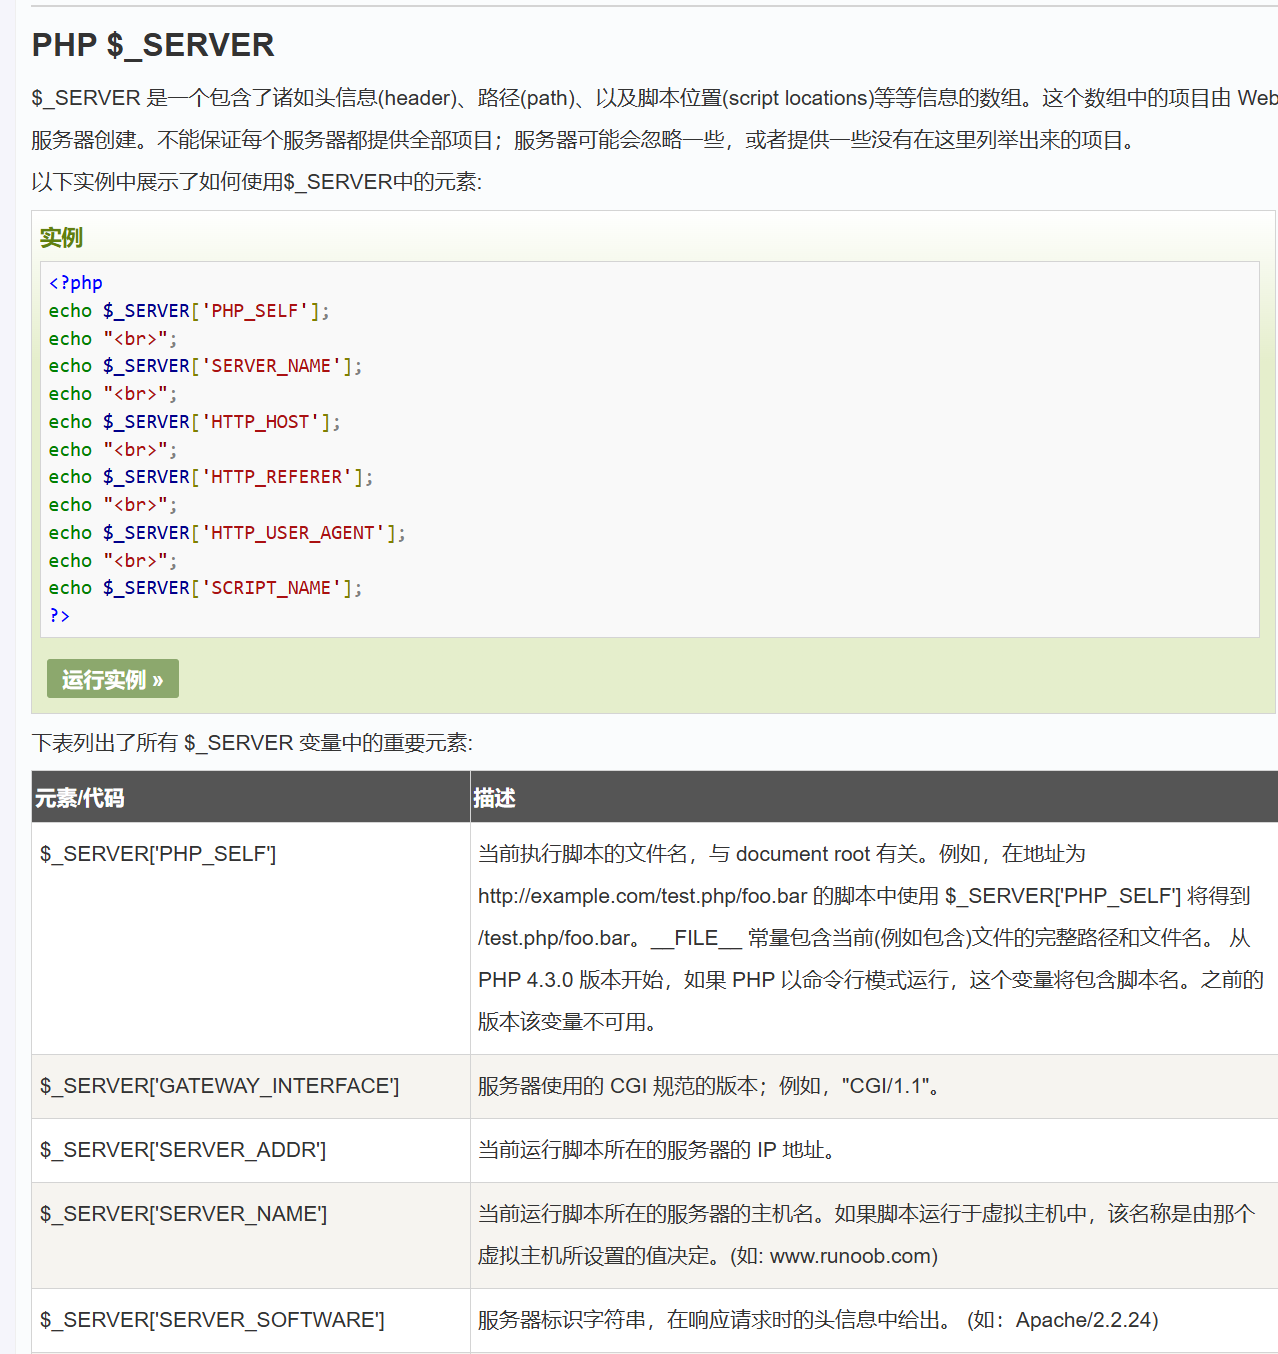 PHP $_SERVER
$_SERVER 是一个包含了诸如头信息(header)、路径(path)、以及脚本位置(script locations)等等信息的数组。这个数组中的项目由 Web
服务器创建。不能保证每个服务器都提供全部项目；服务器可能会忽略一些，或者提供一些没有在这里列举出来的项目。
以下实例中展示了如何使用$_SERVER中的元素:
实例
<?php
echo $_SERVER['PHP_SELF'];
echo "<br>";
echo $_SERVER['SERVER_NAME'];
echo "<br>";
echo $_SERVER['HTTP_HOST'];
echo "<br>";
echo $_SERVER['HTTP_REFERER'];
echo "<br>";
echo $_SERVER['HTTP_USER_AGENT'];
echo "<br>";
echo $_SERVER['SCRIPT_NAME'];
?>
运行实例 »
下表列出了所有 $_SERVER 变量中的重要元素:
元素/代码 描述
$_SERVER['PHP_SELF'] 当前执行脚本的文件名，与 document root 有关。例如，在地址为
http://example.com/test.php/foo.bar 的脚本中使用 $_SERVER['PHP_SELF'] 将得到
/test.php/foo.bar。__FILE__ 常量包含当前(例如包含)文件的完整路径和文件名。 从
PHP 4.3.0 版本开始，如果 PHP 以命令行模式运行，这个变量将包含脚本名。之前的
版本该变量不可用。
$_SERVER['GATEWAY_INTERFACE'] 服务器使用的 CGI 规范的版本；例如，"CGI/1.1"。
$_SERVER['SERVER_ADDR'] 当前运行脚本所在的服务器的 IP 地址。
$_SERVER['SERVER_NAME'] 当前运行脚本所在的服务器的主机名。如果脚本运行于虚拟主机中，该名称是由那个
虚拟主机所设置的值决定。(如: www.runoob.com)
$_SERVER['SERVER_SOFTWARE'] 服务器标识字符串，在响应请求时的头信息中给出。 (如：Apache/2.2.24)